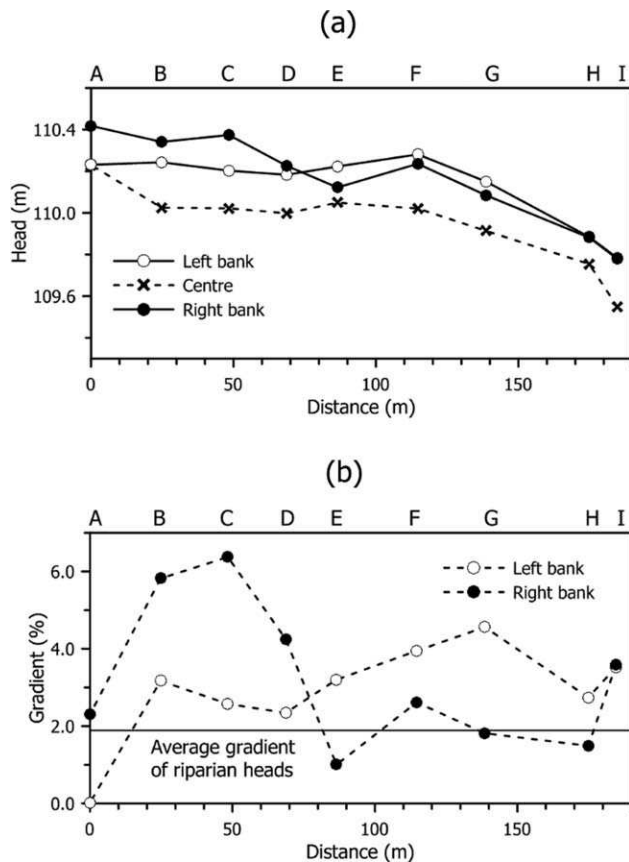 (a)
A B C D E F G H I
110.4
110.0
109.6
Head (m)
Left bank
Centre
Right bank
0 50 100 150
Distance (m)
(b)
A B C D E F G H I
6.0
4.0
2.0
0.0
Gradient (%)
Left bank
Right bank
Average gradient
of riparian heads
0 50 100 150
Distance (m)